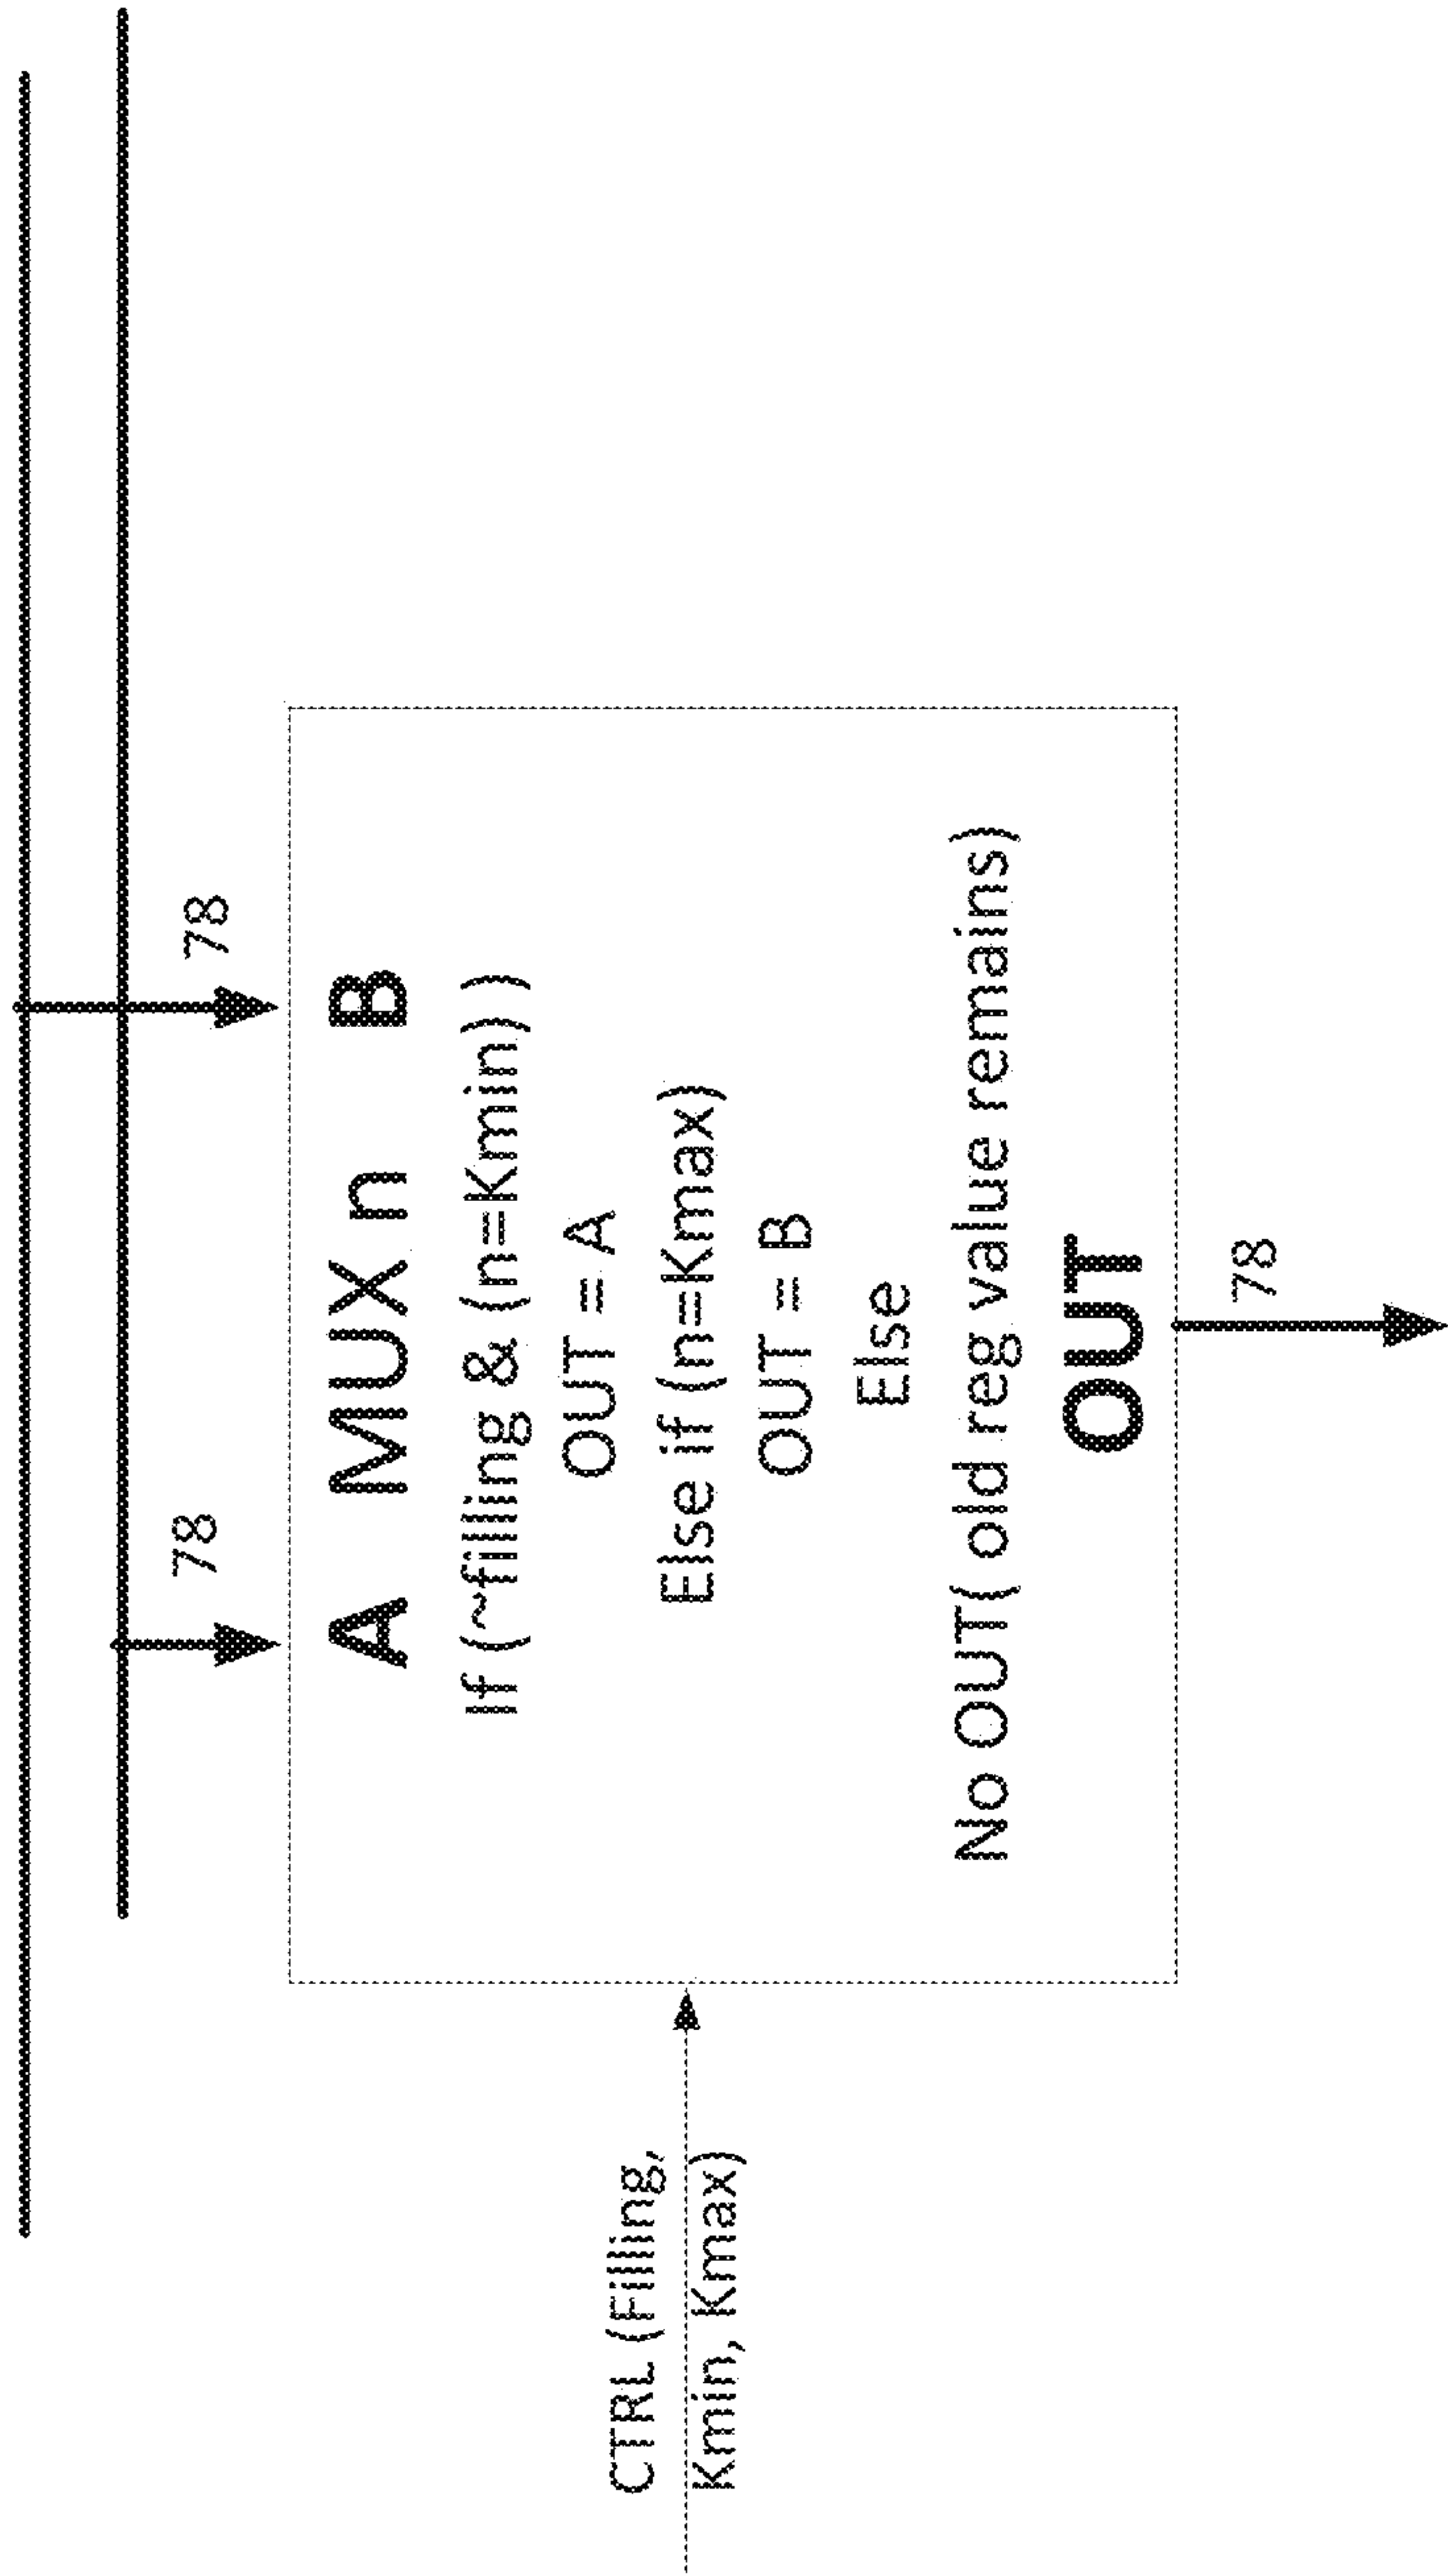 78
78
A MUX n B
If (~filling & (n=Kmin) )
OUT = A
Else if (n=Kmax)
OUT = B
Else
No OUT( old reg value remains)
OUT
CTRL (Filling,
Kmin, Kmax)
78